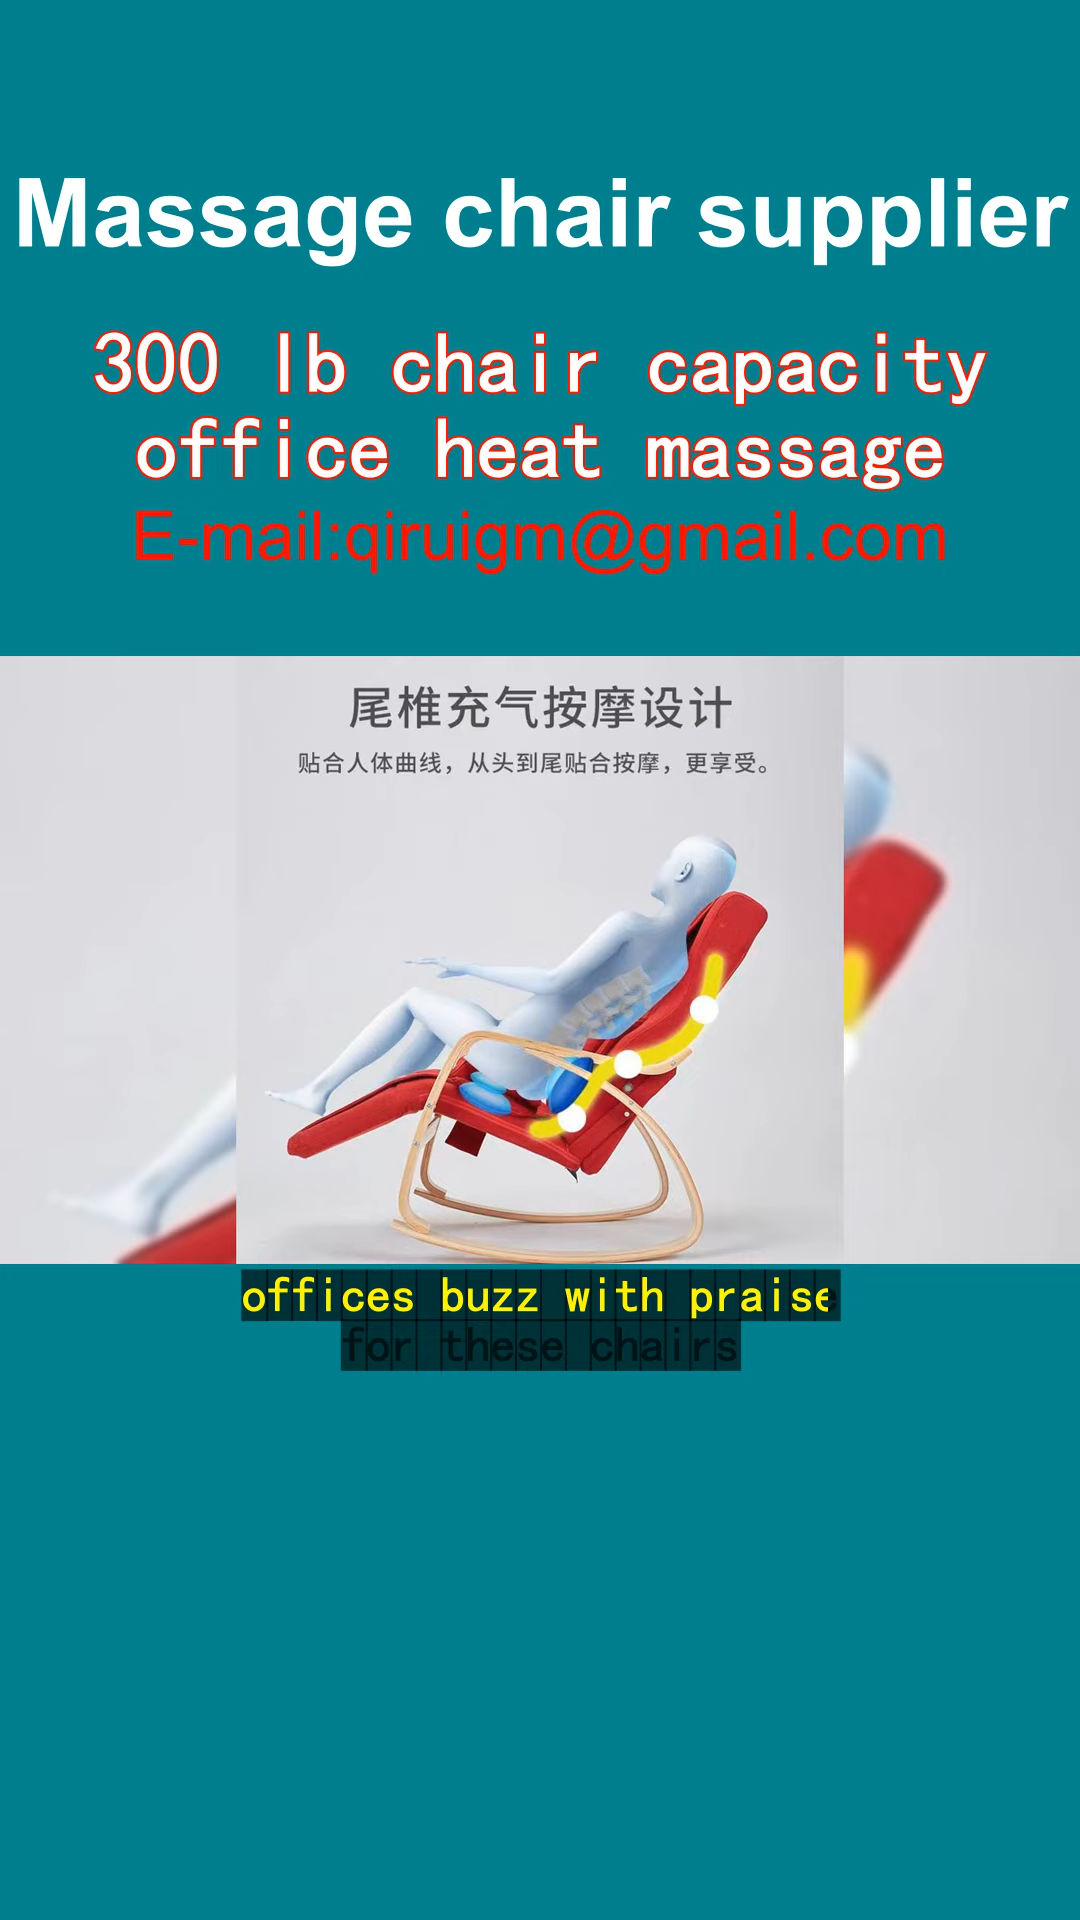 Massage chair supplier
300 lb chair capacity
office heat massage
E-mail:qiruigm@gmail.com
尾椎充气按摩设计
贴合人体曲线，从头到尾贴合按摩，更享受。
offices buzz with praise
for these chairs